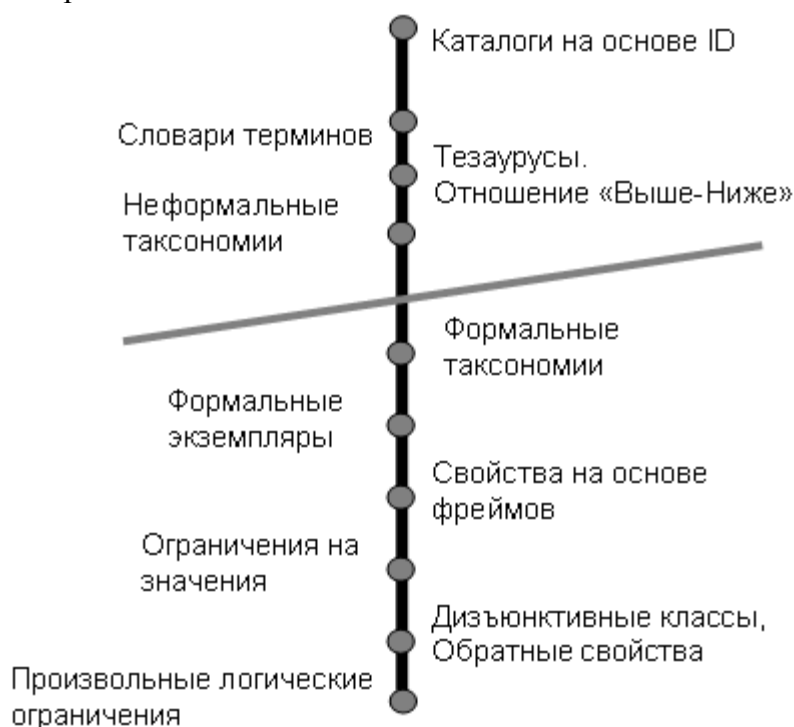 Каталоги на основе ID
Словари терминов
Тезаурусы.
Отношение «Выше-Ниже»
Неформальные
таксономии
Формальные
таксономии
Формальные
экземпляры
Свойства на основе
фреймов
Ограничения на
значения
Дизъюнктивные классы,
Обратные свойства
Произвольные логические
ограничения